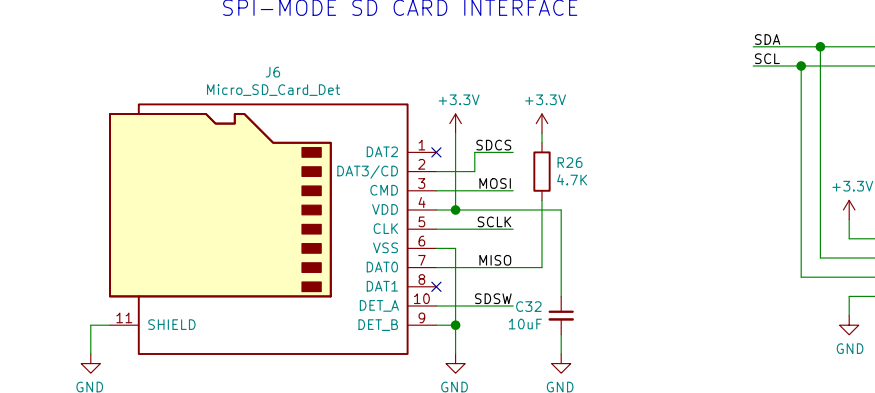 SPI-MODE SD CARD INTERFACE
SDA
SCL
J6
Micro_SD_Card_Det
+3.3V
+3.3V
DAT2 1
SDCS
DAT3/CD 2
R26
4.7K
CMD 3 MOSI
+3.3V
VDD 4
CLK 5 SCLK
VSS 6
DAT0 7 MISO
DAT1 8
DET_A 10 SDSW
C32
10uF
11 SHIELD
DET_B 9
GND
GND
GND
GND